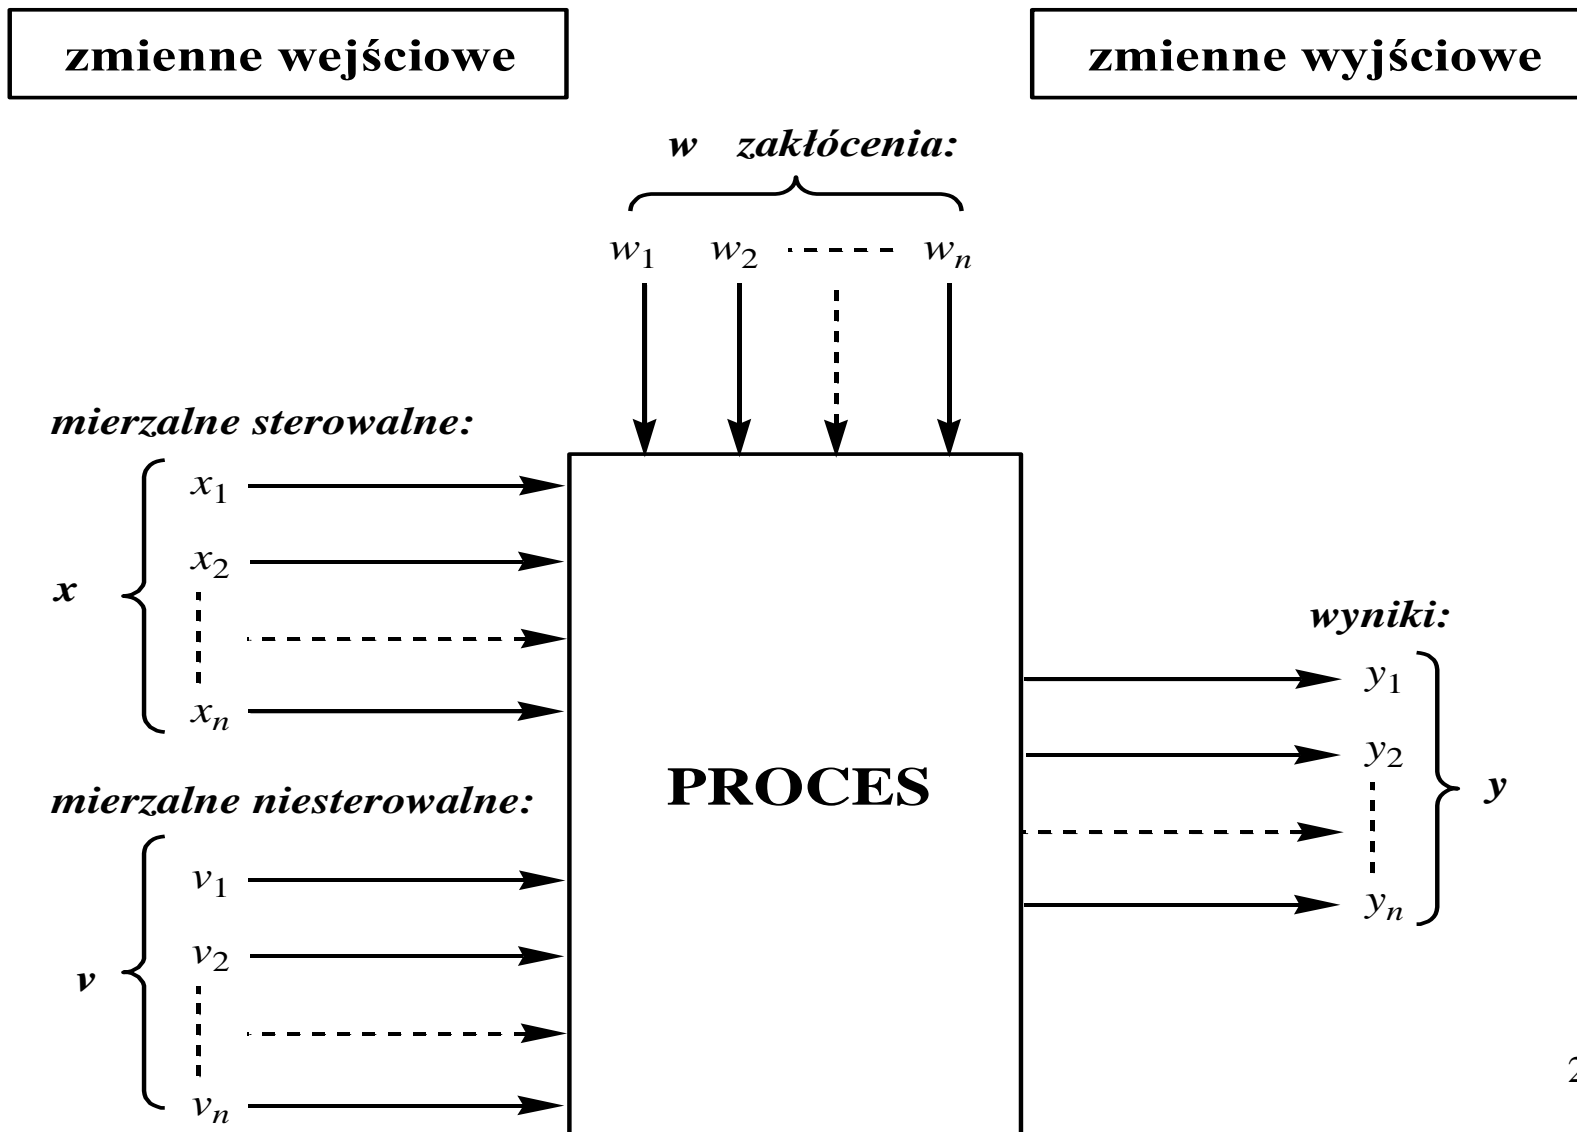 zmienne wejściowe
zmienne wyjściowe
w zakłócenia:
w1 w2 wn
mierzalne sterowalne:
x1
x2
x
xn
mierzalne niesterowalne:
v1
v2
v
vn
PROCES
wyniki:
y1
y2
y
yn
2